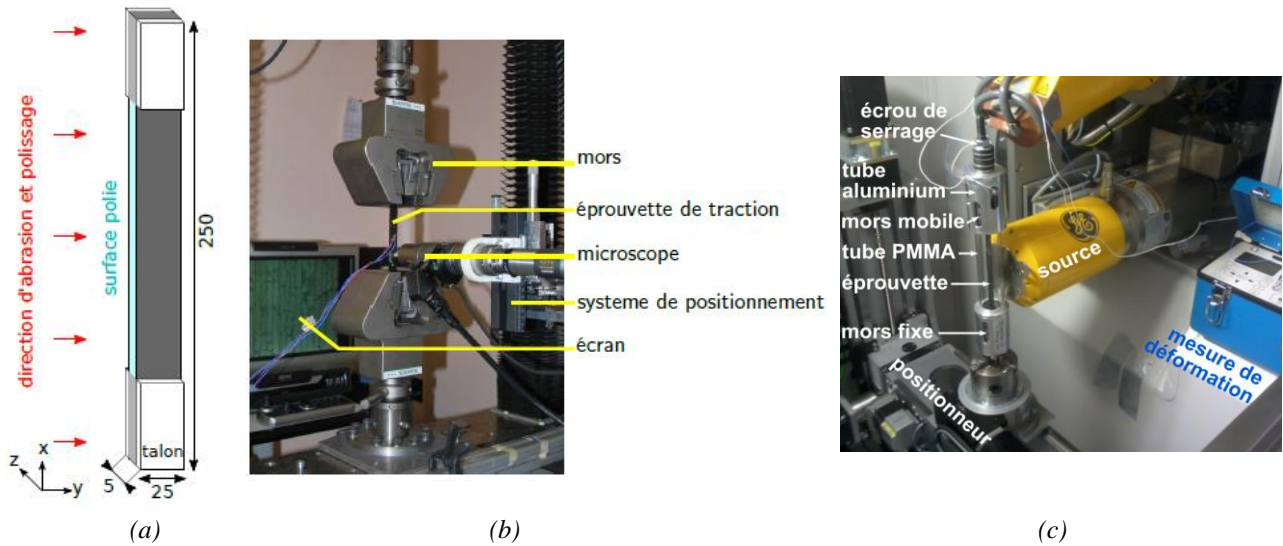 direction d'abrasion et polissage
surface polie
250
talon
x
z
y
5
25
(a)
mors
éprouvette de traction
microscope
systeme de positionnement
écran
(b)
écrou de
serrage
tube
aluminium
mors mobile
tube PMMA
éprouvette
mors fixe
source
positionneur
mesure de
déformation
(c)